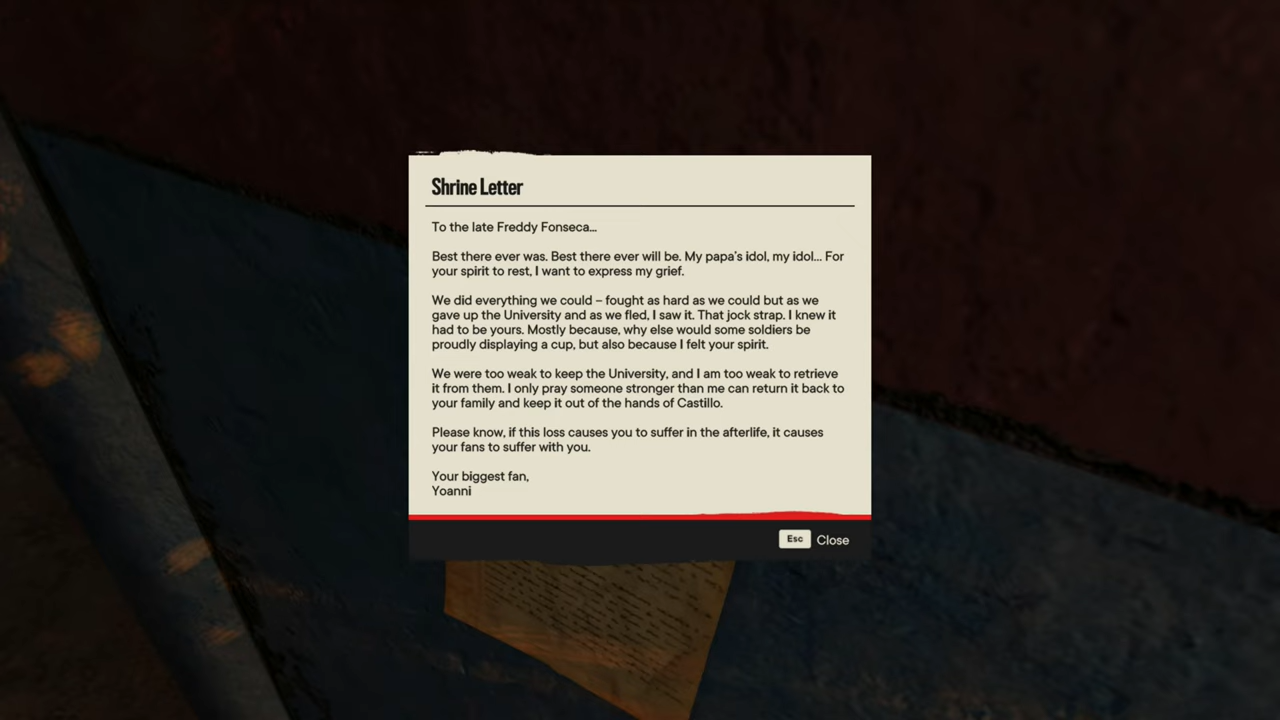 Shrine Letter
To the late Freddy Fonseca...
Best there ever was. Best there ever will be. My papa's idol, my idol... For
your spirit to rest, I want to express my grief.
We did everything we could – fought as hard as we could but as we
gave up the University and as we fled, I saw it. That jock strap. I knew it
had to be yours. Mostly because, why else would some soldiers be
proudly displaying a cup, but also because I felt your spirit.
We were too weak to keep the University, and I am too weak to retrieve
it from them. I only pray someone stronger than me can return it back to
your family and keep it out of the hands of Castillo.
Please know, if this loss causes you to suffer in the afterlife, it causes
your fans to suffer with you.
Your biggest fan,
Yoanni
Esc Close